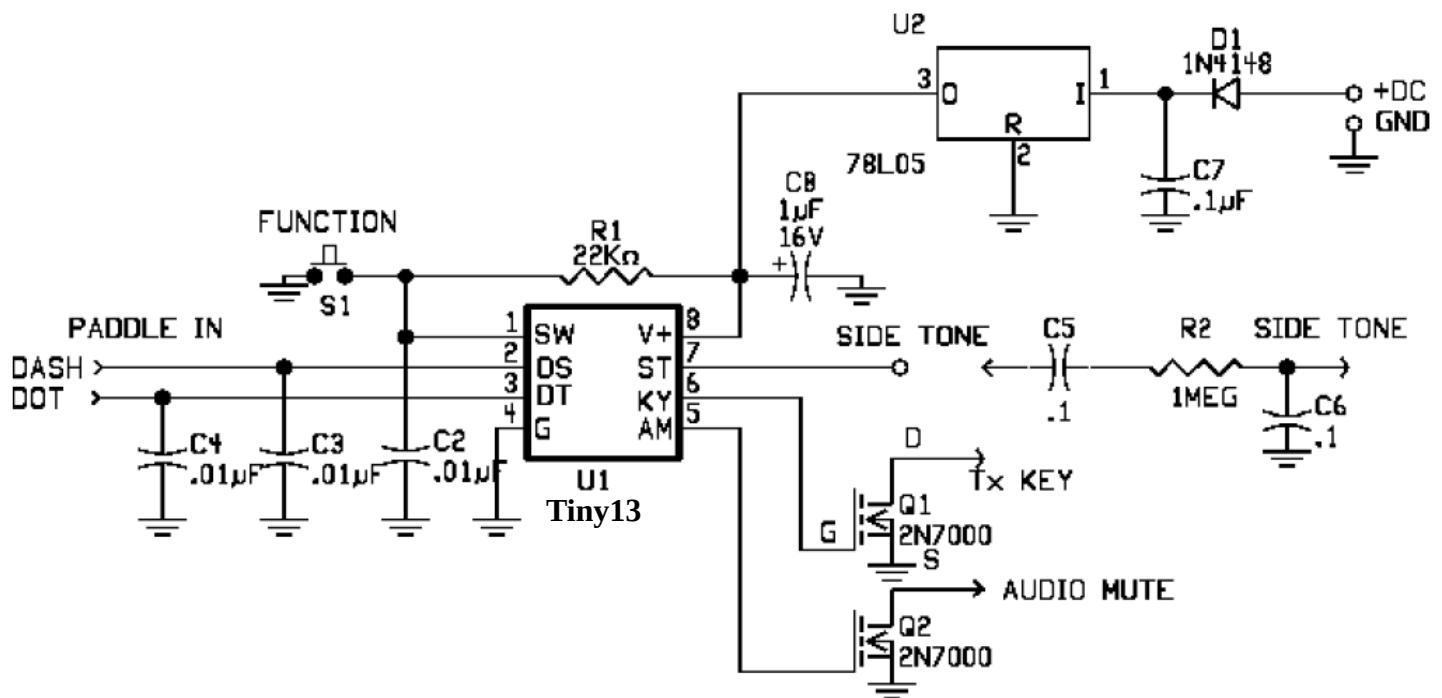 U2
D1
1N4148
3
O
I
1
+DC
GND
R
2
78L05
C7
.1µF
C8
1µF
16V
+
FUNCTION
S1
R1
22KΩ
PADDLE IN
DASH
DOT
1
SW
V+
8
2
DS
ST
7
3
DT
KY
6
4
G
AM
5
U1
Tiny13
C4
.01µF
C3
.01µF
C2
.01µF
SIDE TONE
C5
.1
R2
1MEG
SIDE TONE
C6
.1
D
Tx KEY
G
Q1
2N7000
S
AUDIO MUTE
Q2
2N7000